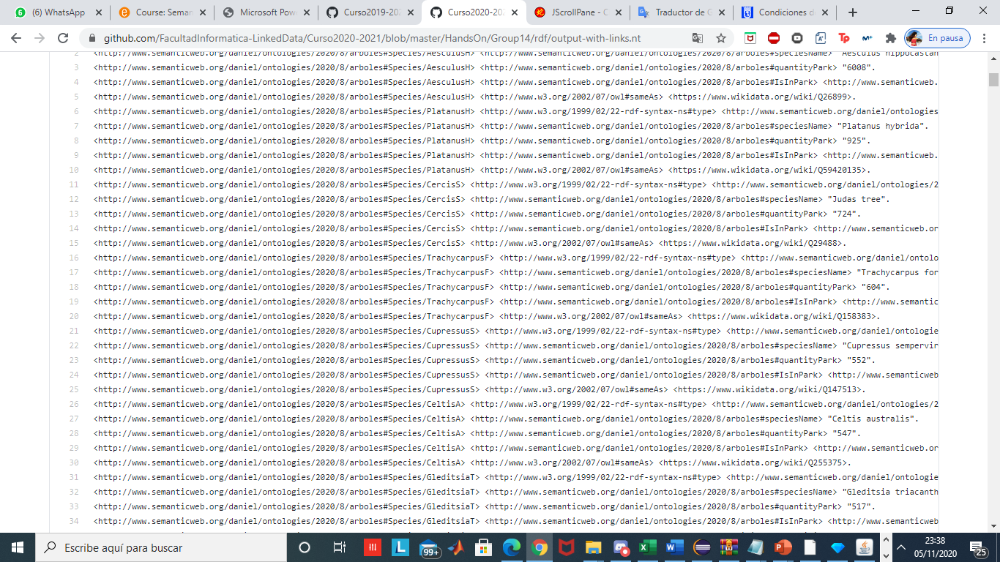 (6) WhatsApp
Course: Seman
Microsoft Pow
Curso2019-202
Curso2020-202
JScrollPane - C
Traductor de G
Condiciones d
github.com/FacultadInformatica-LinkedData/Curso2020-2021/blob/master/HandsOn/Group14/rdf/output-with-links.nt
En pausa
2 <http://www.semanticweb.org/daniel/ontologies/2020/8/arboles#Species/AesculusH> <http://www.semanticweb.org/daniel/ontologies/2020/8/arboles#speciesName> "Aesculus hippocastan
3 <http://www.semanticweb.org/daniel/ontologies/2020/8/arboles#Species/AesculusH> <http://www.semanticweb.org/daniel/ontologies/2020/8/arboles#quantityPark> "6008".
4 <http://www.semanticweb.org/daniel/ontologies/2020/8/arboles#Species/AesculusH> <http://www.semanticweb.org/daniel/ontologies/2020/8/arboles#IsInPark> <http://www.semanticweb.
5 <http://www.semanticweb.org/daniel/ontologies/2020/8/arboles#Species/AesculusH> <http://www.w3.org/2002/07/owl#sameAs> <https://www.wikidata.org/wiki/Q26899>.
6 <http://www.semanticweb.org/daniel/ontologies/2020/8/arboles#Species/PlatanusH> <http://www.w3.org/1999/02/22-rdf-syntax-ns#type> <http://www.semanticweb.org/daniel/ontologies
7 <http://www.semanticweb.org/daniel/ontologies/2020/8/arboles#Species/PlatanusH> <http://www.semanticweb.org/daniel/ontologies/2020/8/arboles#speciesName> "Platanus hybrida".
8 <http://www.semanticweb.org/daniel/ontologies/2020/8/arboles#Species/PlatanusH> <http://www.semanticweb.org/daniel/ontologies/2020/8/arboles#quantityPark> "925".
9 <http://www.semanticweb.org/daniel/ontologies/2020/8/arboles#Species/PlatanusH> <http://www.semanticweb.org/daniel/ontologies/2020/8/arboles#IsInPark> <http://www.semanticweb.
10 <http://www.semanticweb.org/daniel/ontologies/2020/8/arboles#Species/PlatanusH> <http://www.w3.org/2002/07/owl#sameAs> <https://www.wikidata.org/wiki/Q59420135>.
11 <http://www.semanticweb.org/daniel/ontologies/2020/8/arboles#Species/CercisS> <http://www.w3.org/1999/02/22-rdf-syntax-ns#type> <http://www.semanticweb.org/daniel/ontologies/2
12 <http://www.semanticweb.org/daniel/ontologies/2020/8/arboles#Species/CercisS> <http://www.semanticweb.org/daniel/ontologies/2020/8/arboles#speciesName> "Judas tree".
13 <http://www.semanticweb.org/daniel/ontologies/2020/8/arboles#Species/CercisS> <http://www.semanticweb.org/daniel/ontologies/2020/8/arboles#quantityPark> "724".
14 <http://www.semanticweb.org/daniel/ontologies/2020/8/arboles#Species/CercisS> <http://www.semanticweb.org/daniel/ontologies/2020/8/arboles#IsInPark> <http://www.semanticweb.or
15 <http://www.semanticweb.org/daniel/ontologies/2020/8/arboles#Species/CercisS> <http://www.w3.org/2002/07/owl#sameAs> <https://www.wikidata.org/wiki/Q29488>.
16 <http://www.semanticweb.org/daniel/ontologies/2020/8/arboles#Species/TrachycarpusF> <http://www.w3.org/1999/02/22-rdf-syntax-ns#type> <http://www.semanticweb.org/daniel/ontolo
17 <http://www.semanticweb.org/daniel/ontologies/2020/8/arboles#Species/TrachycarpusF> <http://www.semanticweb.org/daniel/ontologies/2020/8/arboles#speciesName> "Trachycarpus for
18 <http://www.semanticweb.org/daniel/ontologies/2020/8/arboles#Species/TrachycarpusF> <http://www.semanticweb.org/daniel/ontologies/2020/8/arboles#quantityPark> "604".
19 <http://www.semanticweb.org/daniel/ontologies/2020/8/arboles#Species/TrachycarpusF> <http://www.semanticweb.org/daniel/ontologies/2020/8/arboles#IsInPark> <http://www.semantic
20 <http://www.semanticweb.org/daniel/ontologies/2020/8/arboles#Species/TrachycarpusF> <http://www.w3.org/2002/07/owl#sameAs> <https://www.wikidata.org/wiki/Q158383>.
21 <http://www.semanticweb.org/daniel/ontologies/2020/8/arboles#Species/CupressusS> <http://www.w3.org/1999/02/22-rdf-syntax-ns#type> <http://www.semanticweb.org/daniel/ontologie
22 <http://www.semanticweb.org/daniel/ontologies/2020/8/arboles#Species/CupressusS> <http://www.semanticweb.org/daniel/ontologies/2020/8/arboles#speciesName> "Cupressus sempervir
23 <http://www.semanticweb.org/daniel/ontologies/2020/8/arboles#Species/CupressusS> <http://www.semanticweb.org/daniel/ontologies/2020/8/arboles#quantityPark> "552".
24 <http://www.semanticweb.org/daniel/ontologies/2020/8/arboles#Species/CupressusS> <http://www.semanticweb.org/daniel/ontologies/2020/8/arboles#IsInPark> <http://www.semanticweb
25 <http://www.semanticweb.org/daniel/ontologies/2020/8/arboles#Species/CupressusS> <http://www.w3.org/2002/07/owl#sameAs> <https://www.wikidata.org/wiki/Q147513>.
26 <http://www.semanticweb.org/daniel/ontologies/2020/8/arboles#Species/CeltisA> <http://www.w3.org/1999/02/22-rdf-syntax-ns#type> <http://www.semanticweb.org/daniel/ontologies/2
27 <http://www.semanticweb.org/daniel/ontologies/2020/8/arboles#Species/CeltisA> <http://www.semanticweb.org/daniel/ontologies/2020/8/arboles#speciesName> "Celtis australis".
28 <http://www.semanticweb.org/daniel/ontologies/2020/8/arboles#Species/CeltisA> <http://www.semanticweb.org/daniel/ontologies/2020/8/arboles#quantityPark> "547".
29 <http://www.semanticweb.org/daniel/ontologies/2020/8/arboles#Species/CeltisA> <http://www.semanticweb.org/daniel/ontologies/2020/8/arboles#IsInPark> <http://www.semanticweb.or
30 <http://www.semanticweb.org/daniel/ontologies/2020/8/arboles#Species/CeltisA> <http://www.w3.org/2002/07/owl#sameAs> <https://www.wikidata.org/wiki/Q255375>.
31 <http://www.semanticweb.org/daniel/ontologies/2020/8/arboles#Species/GleditsiaT> <http://www.w3.org/1999/02/22-rdf-syntax-ns#type> <http://www.semanticweb.org/daniel/ontologie
32 <http://www.semanticweb.org/daniel/ontologies/2020/8/arboles#Species/GleditsiaT> <http://www.semanticweb.org/daniel/ontologies/2020/8/arboles#speciesName> "Gleditsia triacanth
33 <http://www.semanticweb.org/daniel/ontologies/2020/8/arboles#Species/GleditsiaT> <http://www.semanticweb.org/daniel/ontologies/2020/8/arboles#quantityPark> "517".
34 <http://www.semanticweb.org/daniel/ontologies/2020/8/arboles#Species/GleditsiaT> <http://www.semanticweb.org/daniel/ontologies/2020/8/arboles#IsInPark> <http://www.semanticweb
Escribe aquí para buscar
99+
23:38
05/11/2020
25